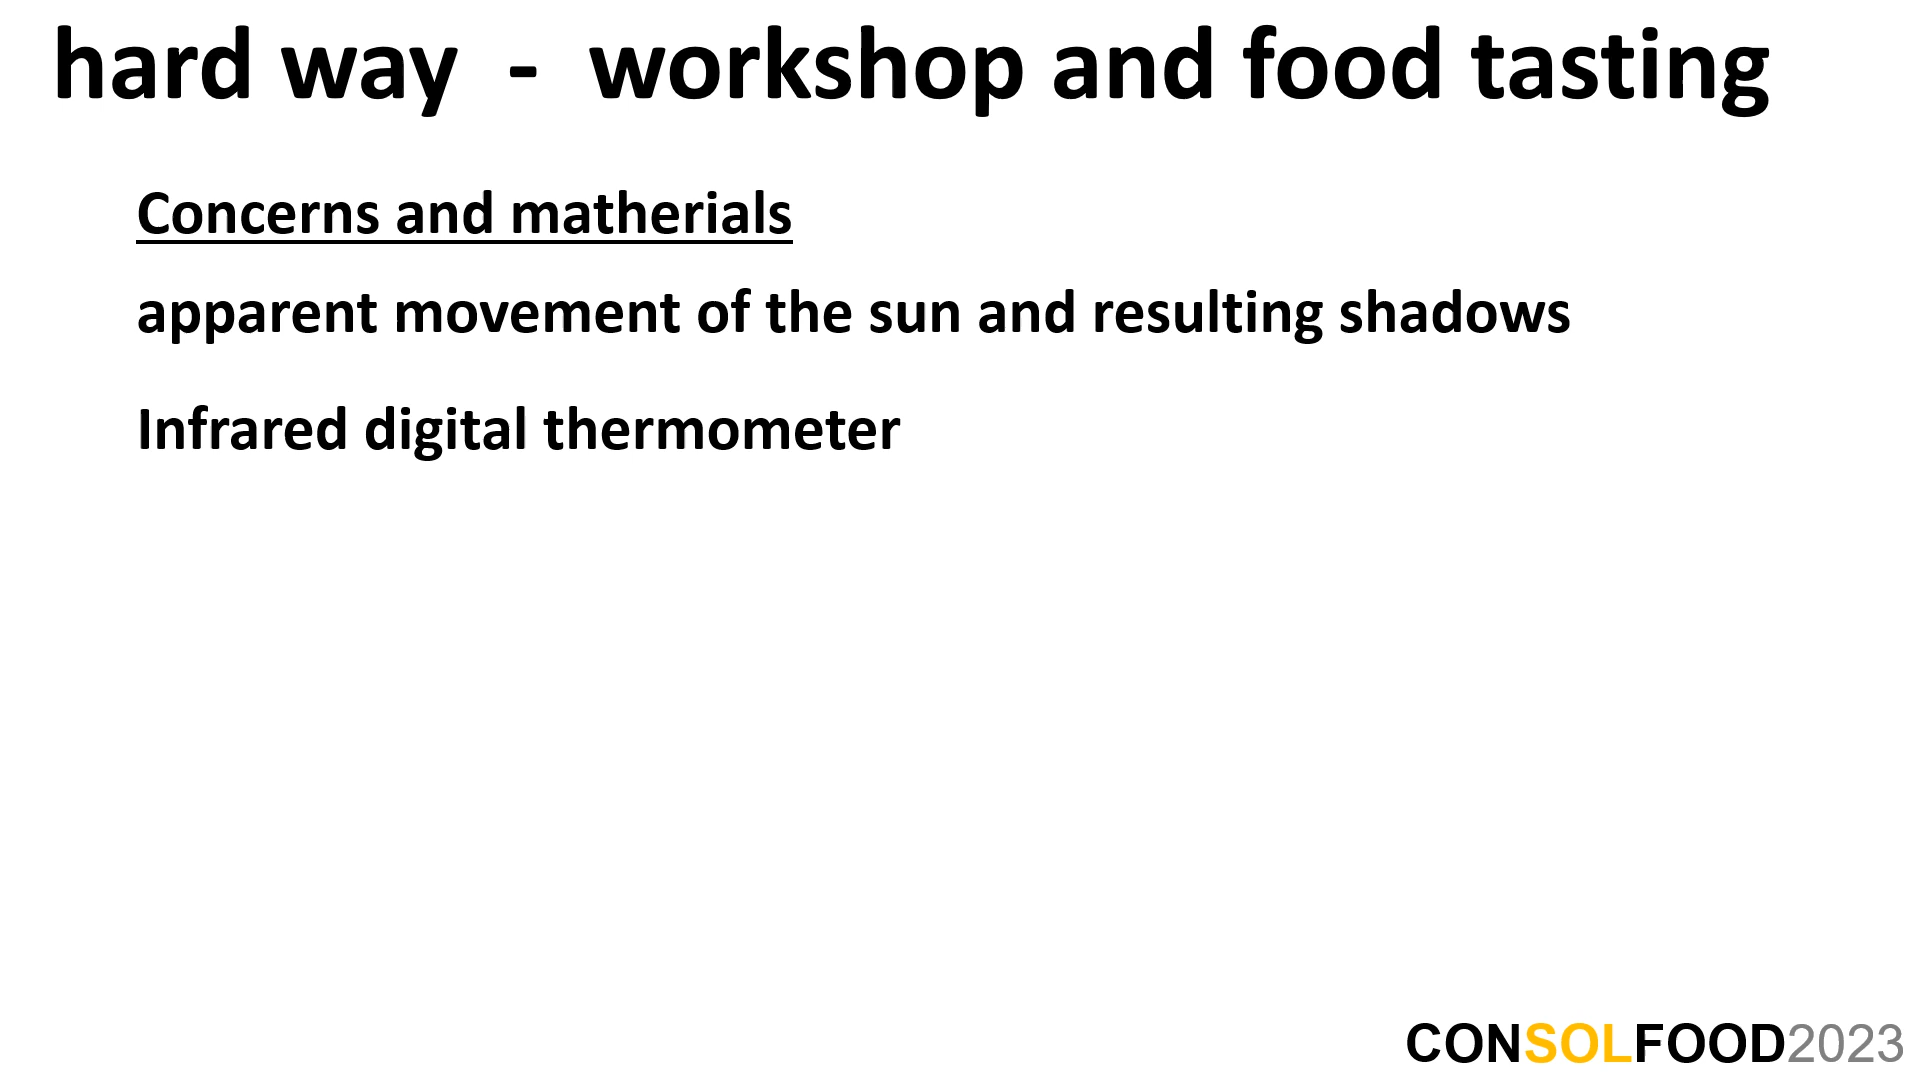 hard way - workshop and food tasting
Concerns and matherials
apparent movement of the sun and resulting shadows
Infrared digital thermometer
CONSOLFOOD2023